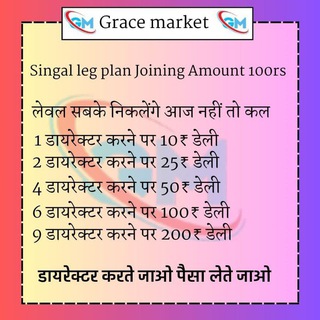 GM Grace market GM
Singal leg plan Joining Amount 100rs
लेवल सबके निकलेंगे आज नहीं तो कल
1 डायरेक्टर करने पर 10₹ डेली
2 डायरेक्टर करने पर 25₹ डेली
4 डायरेक्टर करने पर 50₹ डेली
6 डायरेक्टर करने पर 100₹ डेली
9 डायरेक्टर करने पर 200₹ डेली
डायरेक्टर करते जाओ पैसा लेते जाओ